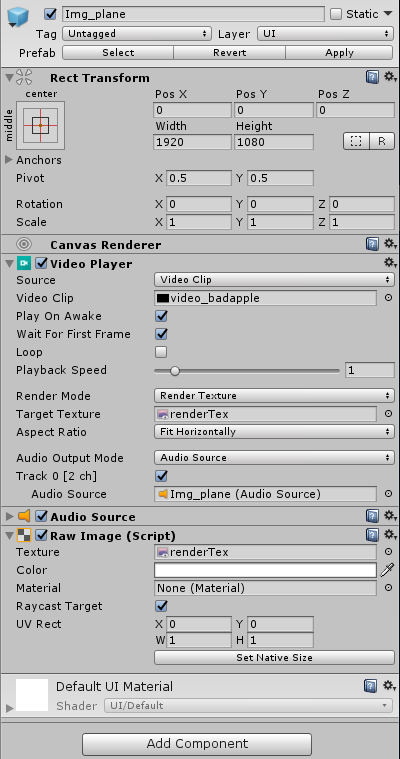 Img_plane Static
Tag Untagged Layer UI
Prefab Select Revert Apply
Rect Transform
center Pos X Pos Y Pos Z
middle 0 0 0
Width Height
1920 1080 R
Anchors
Pivot X 0.5 Y 0.5
Rotation X 0 Y 0 Z 0
Scale X 1 Y 1 Z 1
Canvas Renderer
Video Player
Source Video Clip
Video Clip video_badapple
Play On Awake
Wait For First Frame
Loop
Playback Speed 1
Render Mode Render Texture
Target Texture renderTex
Aspect Ratio Fit Horizontally
Audio Output Mode Audio Source
Track 0 [2 ch]
Audio Source Img_plane (Audio Source)
Audio Source
Raw Image (Script)
Texture renderTex
Color
Material None (Material)
Raycast Target
UV Rect X 0 Y 0
W 1 H 1
Set Native Size
Default UI Material
Shader UI/Default
Add Component